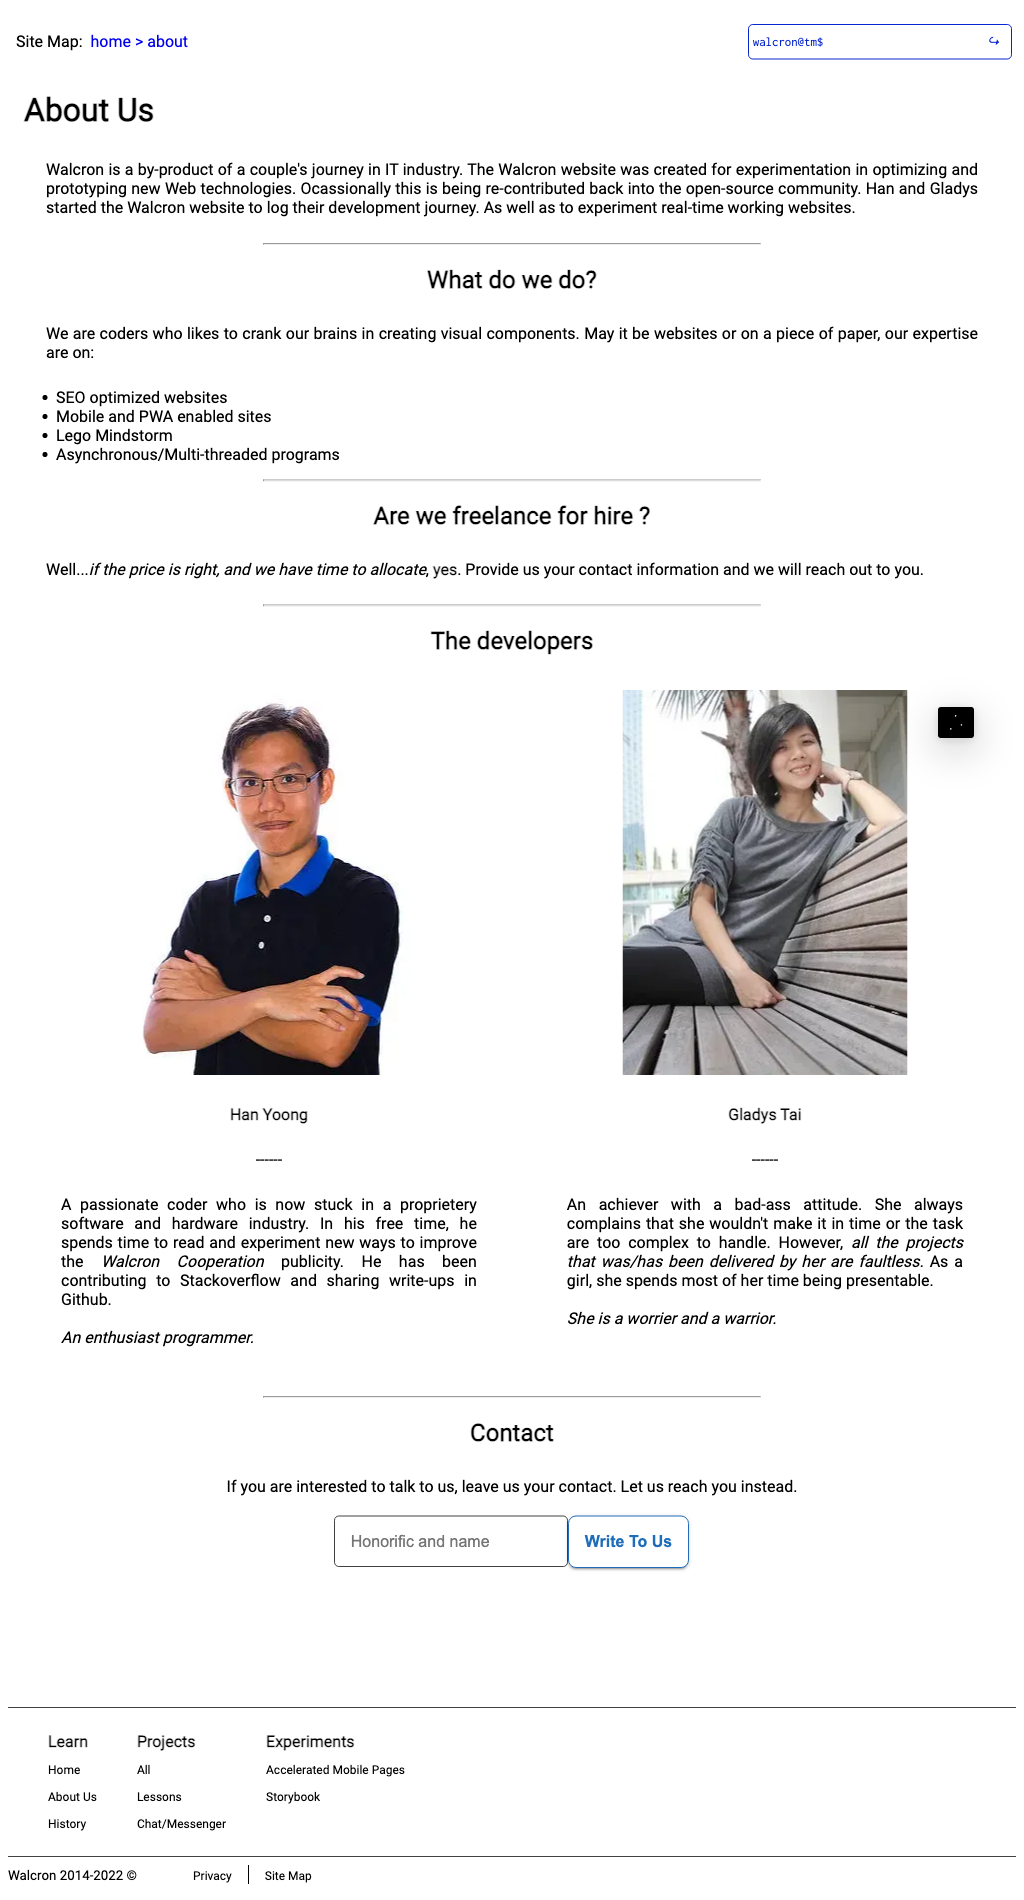 Site Map: home > about
walcron@tm$
About Us
Walcron is a by-product of a couple's journey in IT industry. The Walcron website was created for experimentation in optimizing and
prototyping new Web technologies. Ocassionally this is being re-contributed back into the open-source community. Han and Gladys
started the Walcron website to log their development journey. As well as to experiment real-time working websites.
What do we do?
We are coders who likes to crank our brains in creating visual components. May it be websites or on a piece of paper, our expertise
are on:
• SEO optimized websites
• Mobile and PWA enabled sites
• Lego Mindstorm
• Asynchronous/Multi-threaded programs
Are we freelance for hire ?
Well...if the price is right, and we have time to allocate, yes. Provide us your contact information and we will reach out to you.
The developers
Han Yoong
------
A passionate coder who is now stuck in a proprietery
software and hardware industry. In his free time, he
spends time to read and experiment new ways to improve
the Walcron Cooperation publicity. He has been
contributing to Stackoverflow and sharing write-ups in
Github.
An enthusiast programmer.
Gladys Tai
------
An achiever with a bad-ass attitude. She always
complains that she wouldn't make it in time or the task
are too complex to handle. However, all the projects
that was/has been delivered by her are faultless. As a
girl, she spends most of her time being presentable.
She is a worrier and a warrior.
Contact
If you are interested to talk to us, leave us your contact. Let us reach you instead.
Honorific and name
Write To Us
Learn
Home
About Us
History
Projects
All
Lessons
Chat/Messenger
Experiments
Accelerated Mobile Pages
Storybook
Walcron 2014-2022 © Privacy Site Map